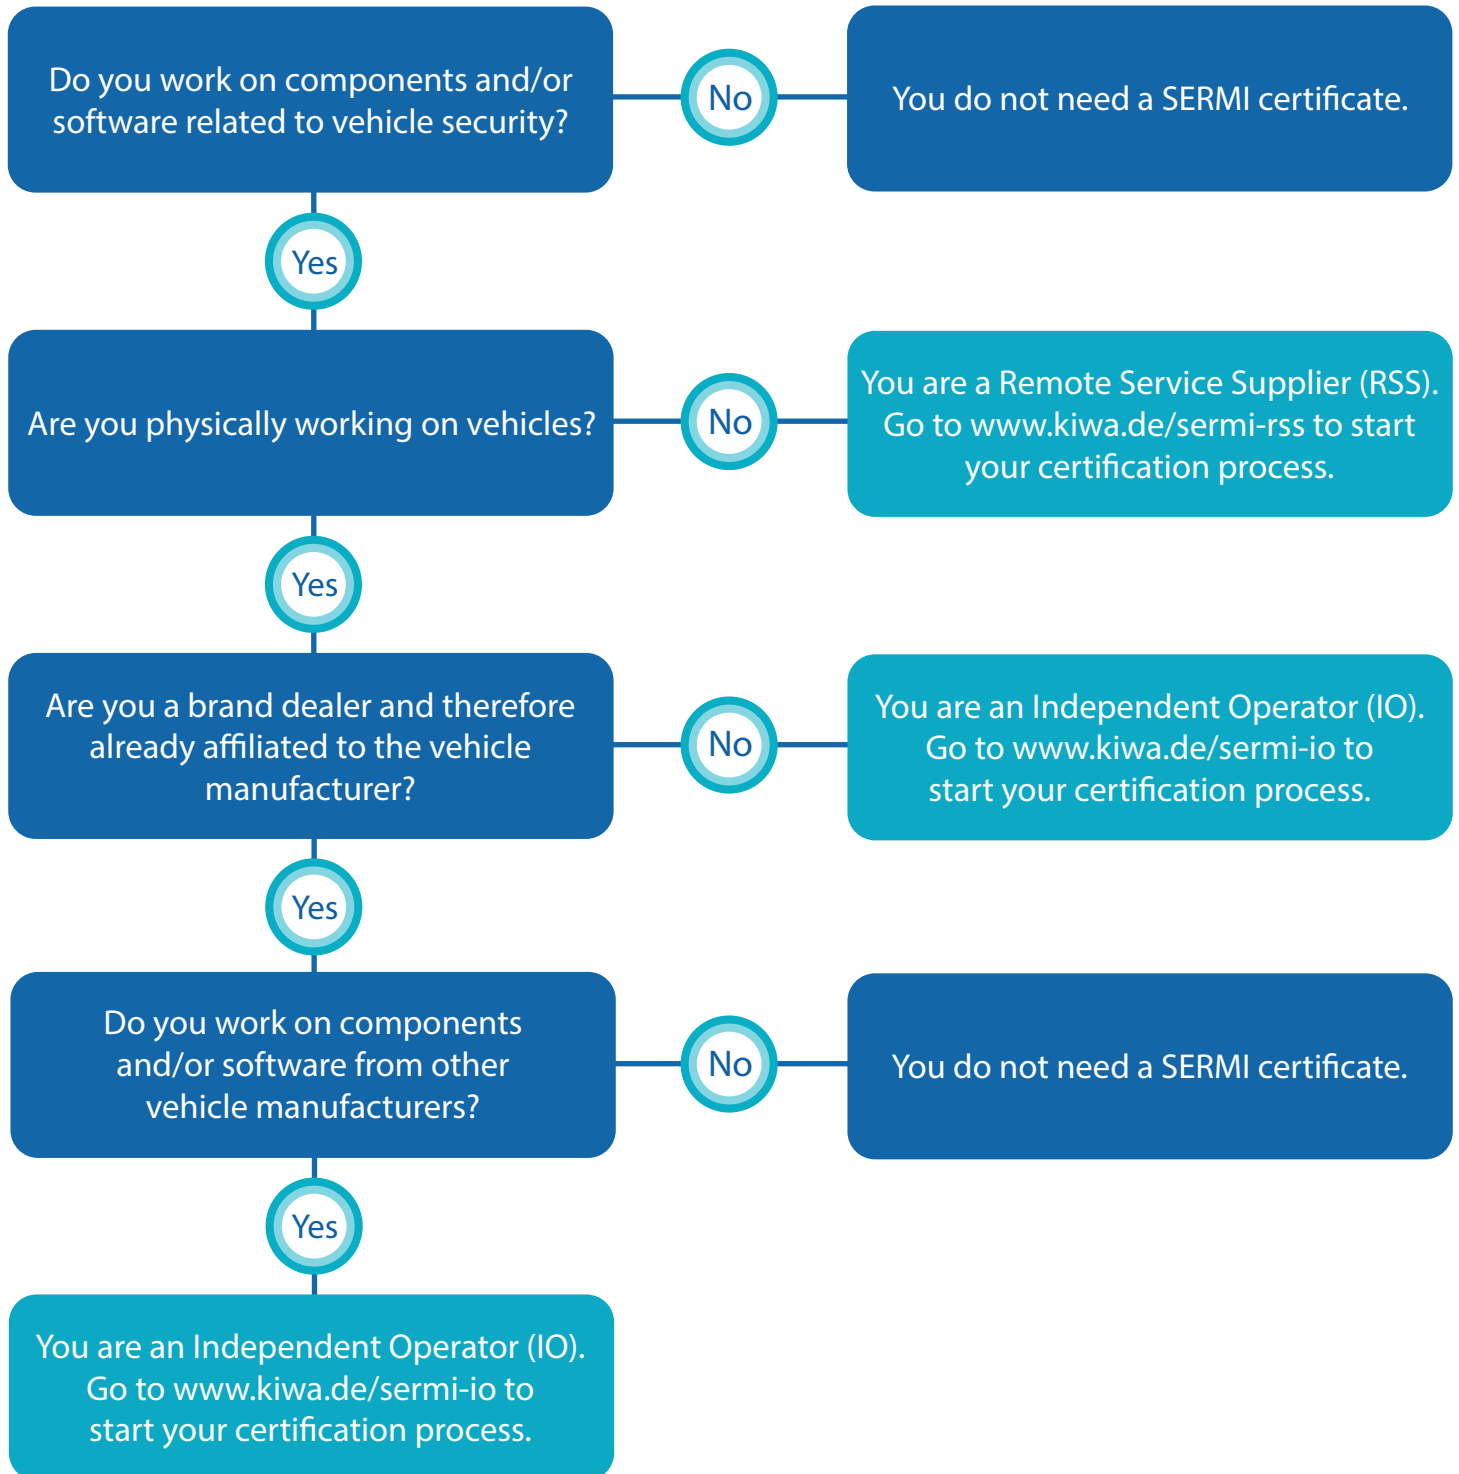 Do you work on components and/or
software related to vehicle security?
No
You do not need a SERMI certificate.
Yes
Are you physically working on vehicles?
No
You are a Remote Service Supplier (RSS).
Go to www.kiwa.de/sermi-rss to start
your certification process.
Yes
Are you a brand dealer and therefore
already affiliated to the vehicle
manufacturer?
No
You are an Independent Operator (IO).
Go to www.kiwa.de/sermi-io to
start your certification process.
Yes
Do you work on components
and/or software from other
vehicle manufacturers?
No
You do not need a SERMI certificate.
Yes
You are an Independent Operator (IO).
Go to www.kiwa.de/sermi-io to
start your certification process.